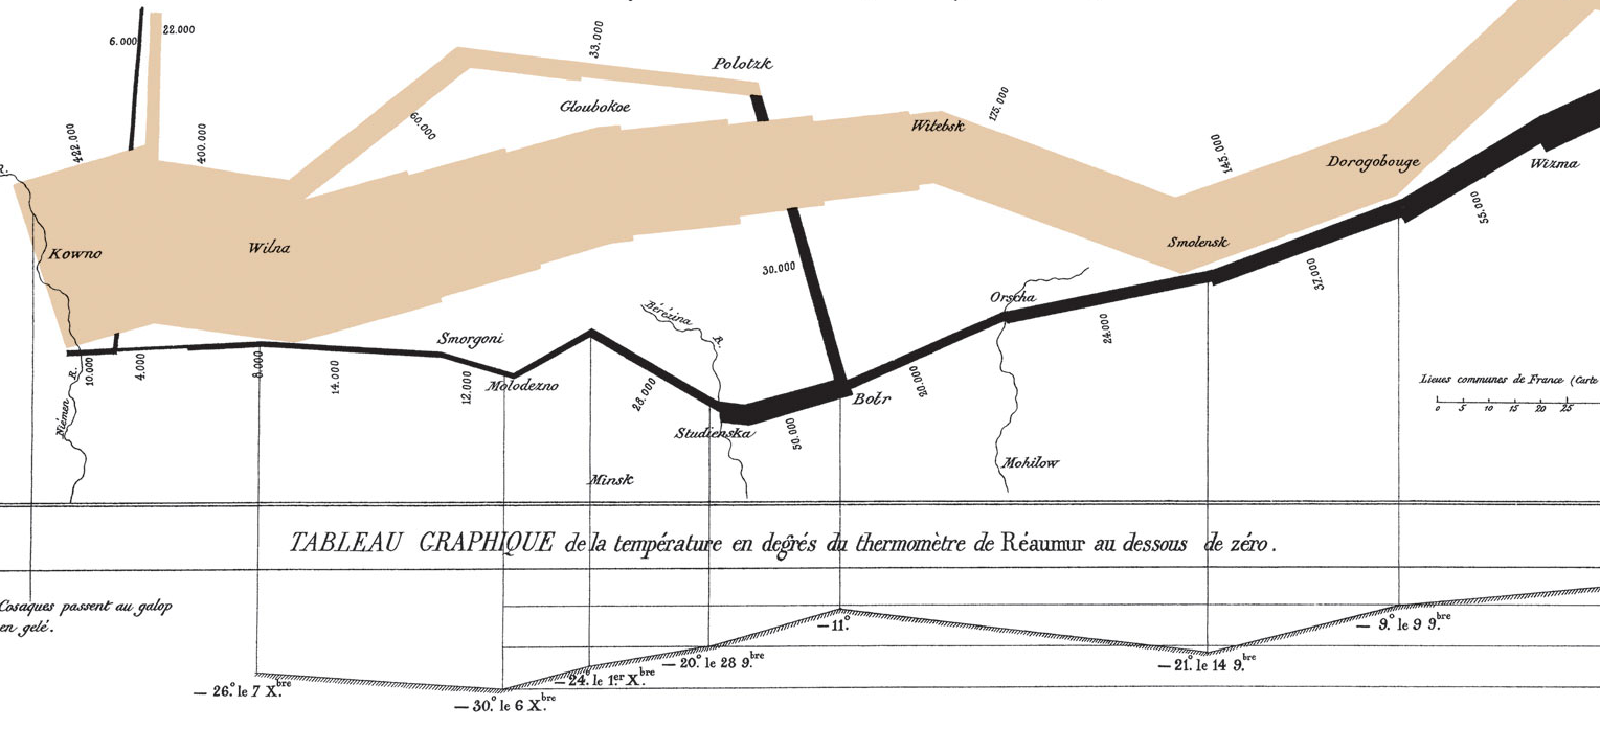 6.000
22.000
33.000
Polotzk
Gloubokoe
60.000
422.000
400.000
Witebsk
175.000
145.000
Dorogobouge
Wizma
R.
Kowno
Wilna
Smolensk
55.000
30.000
37.000
Orscha
Bérézina R.
24.000
Smorgoni
Molodezno
10.000
4.000
8.000
14.000
12.000
28.000
20.000
Botr
Niémen R.
Studienska
50.000
Lieues communes de France (Carte
0 5 10 15 20 25
Mohilow
Minsk
TABLEAU GRAPHIQUE de la température en degrés du thermomètre de Réaumur au dessous de zéro.
Cosaques passent au galop
en gelé.
— 11°.
— 9°. le 9 9.bre
— 20°. le 28 9.bre
— 21°. le 14 9.bre
— 24°. le 1.er X.bre
— 26°. le 7 X.bre
— 30°. le 6 X.bre